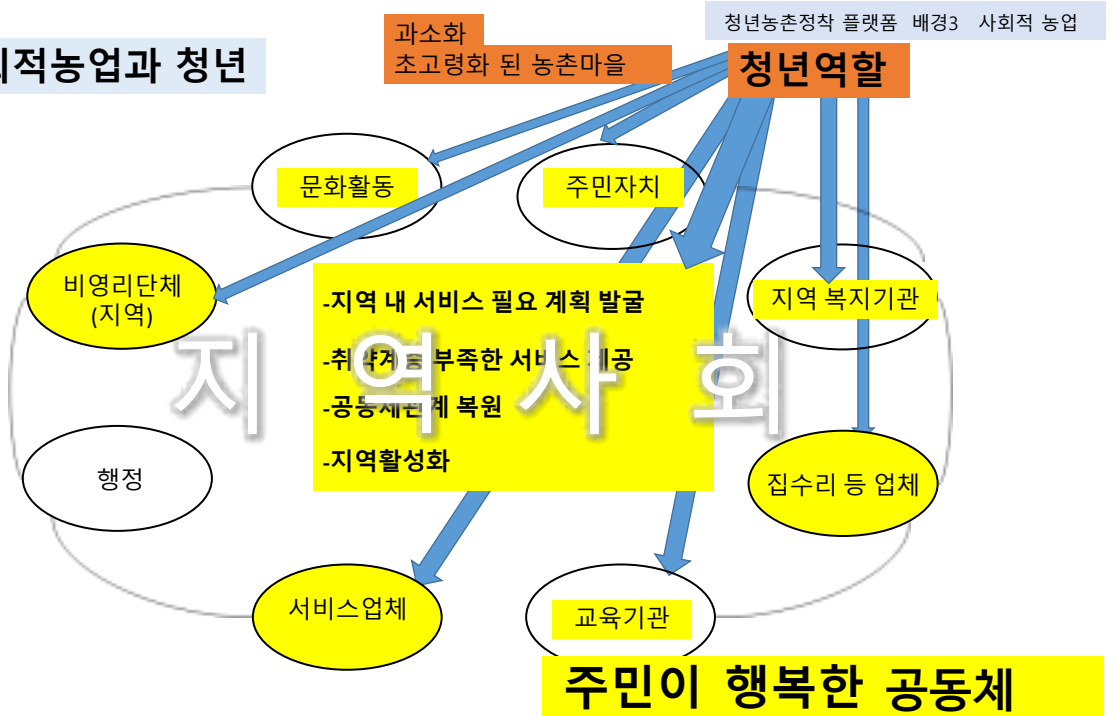 청년농촌정착 플랫폼 배경3 사회적 농업
회적농업과 청년
과소화
초고령화 된 농촌마을
청년역할
문화활동
주민자치
비영리단체
(지역)
지역 복지기관
-지역 내 서비스 필요 계획 발굴
-취약계층 부족한 서비스 제공
-공동체관계 복원
-지역활성화
지 역 사 회
행정
집수리 등 업체
서비스업체
교육기관
주민이 행복한 공동체